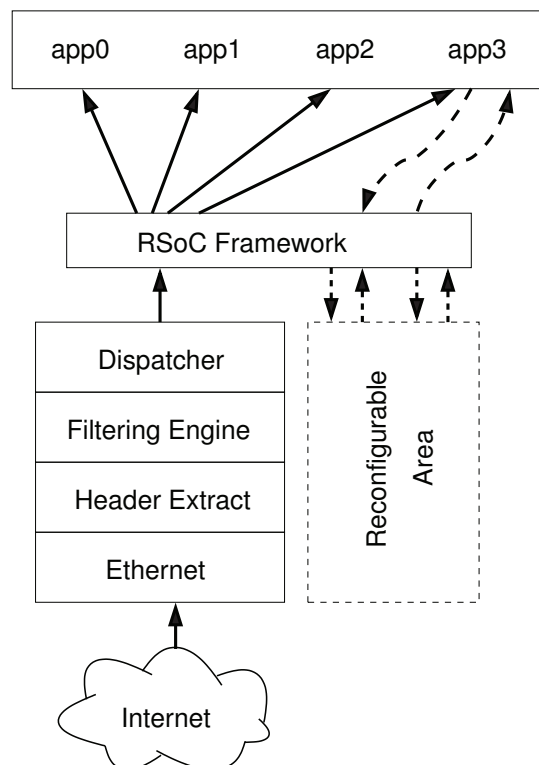 app0 app1 app2 app3
RSoC Framework
Dispatcher
Filtering Engine
Header Extract
Ethernet
Reconfigurable
Area
Internet